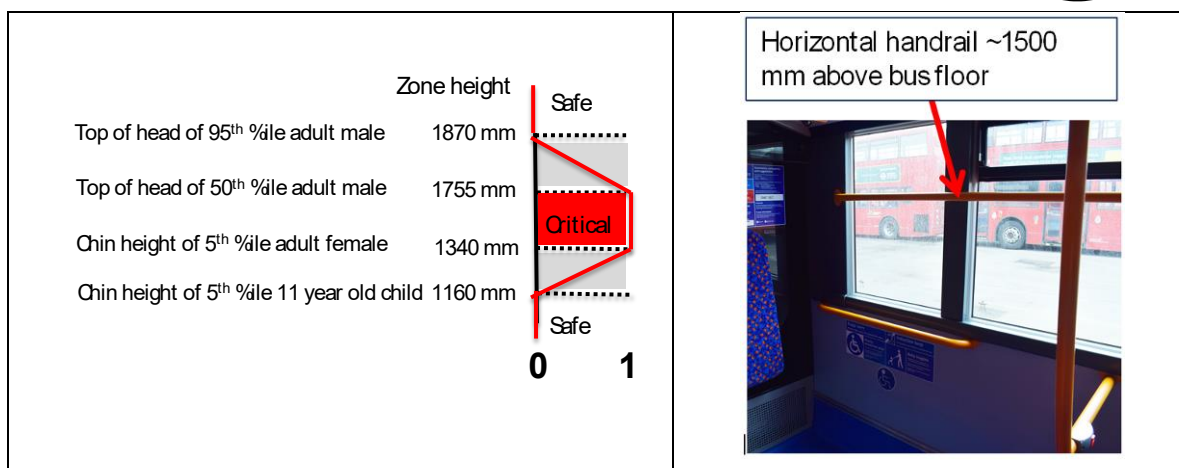 Zone height
Safe
Top of head of 95th %ile adult male 1870 mm
Top of head of 50th %ile adult male 1755 mm
Critical
Chin height of 5th %ile adult female 1340 mm
Chin height of 5th %ile 11 year old child 1160 mm
Safe
0 1
Horizontal handrail ~1500
mm above bus floor